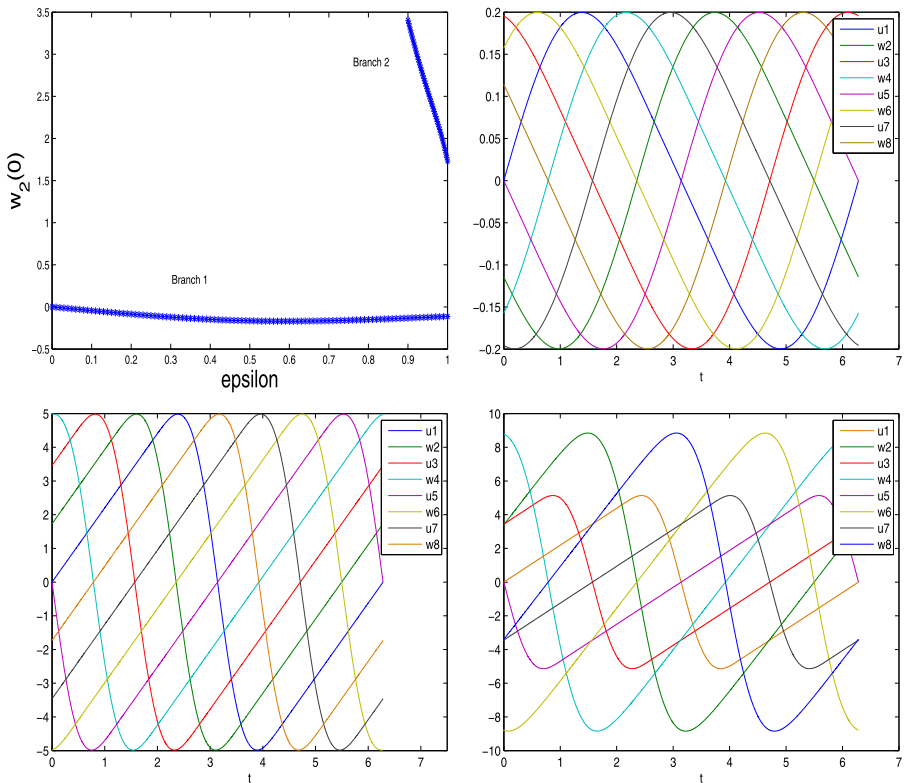 3.5
3
2.5
2
1.5
1
0.5
0
−0.5
w_2(0)
Branch 2
Branch 1
0 0.1 0.2 0.3 0.4 0.5 0.6 0.7 0.8 0.9 1
epsilon
0.2
0.15
0.1
0.05
0
−0.05
−0.1
−0.15
−0.2
u1
w2
u3
w4
u5
w6
u7
w8
0 1 2 3 4 5 6 7
t
5
4
3
2
1
0
−1
−2
−3
−4
−5
u1
w2
u3
w4
u5
w6
u7
w8
0 1 2 3 4 5 6 7
t
10
8
6
4
2
0
−2
−4
−6
−8
−10
u1
w2
u3
w4
u5
w6
u7
w8
0 1 2 3 4 5 6 7
t